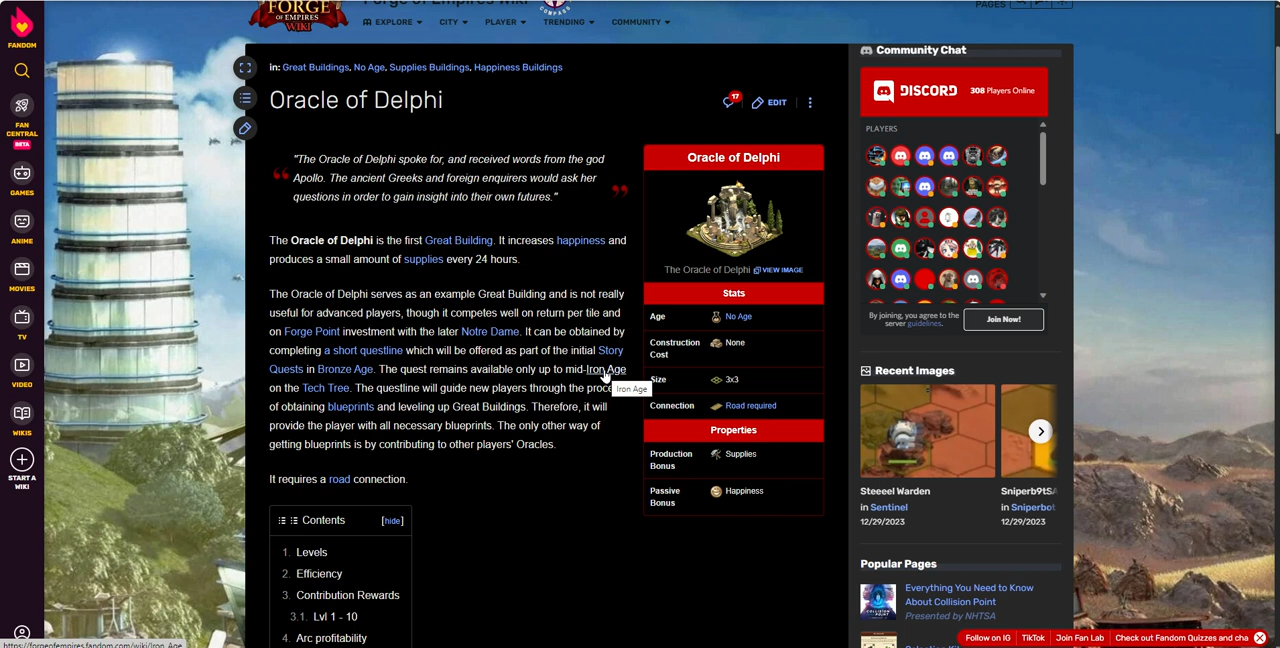 FORGE
OF EMPIRES
WIKI
Forge of Empires Wiki
COMPASS
PAGES
EXPLORE CITY PLAYER TRENDING COMMUNITY
FANDOM
FAN
CENTRAL
BETA
GAMES
ANIME
MOVIES
TV
VIDEO
WIKIS
START A
WIKI
in: Great Buildings, No Age, Supplies Buildings, Happiness Buildings
Oracle of Delphi
17
EDIT
"The Oracle of Delphi spoke for, and received words from the god
Apollo. The ancient Greeks and foreign enquirers would ask her
questions in order to gain insight into their own futures."
The Oracle of Delphi is the first Great Building. It increases happiness and
produces a small amount of supplies every 24 hours.
The Oracle of Delphi serves as an example Great Building and is not really
useful for advanced players, though it competes well on return per tile and
on Forge Point investment with the later Notre Dame. It can be obtained by
completing a short questline which will be offered as part of the initial Story
Quests in Bronze Age. The quest remains available only up to mid-Iron Age
on the Tech Tree. The questline will guide new players through the proce
of obtaining blueprints and leveling up Great Buildings. Therefore, it will
provide the player with all necessary blueprints. The only other way of
getting blueprints is by contributing to other players' Oracles.
It requires a road connection.
Iron Age
Contents [hide]
1. Levels
2. Efficiency
3. Contribution Rewards
3.1. Lvl 1 - 10
4. Arc profitability
Oracle of Delphi
The Oracle of Delphi VIEW IMAGE
Stats
Age No Age
Construction
Cost
None
Size 3x3
Connection Road required
Properties
Production
Bonus
Supplies
Passive
Bonus
Happiness
Community Chat
DISCORD 308 Players Online
PLAYERS
By joining, you agree to the
server guidelines.
Join Now!
Recent Images
Steeeel Warden
in Sentinel
12/29/2023
Sniperb9tSA
in Sniperbot
12/29/2023
Popular Pages
Everything You Need to Know
About Collision Point
Presented by NHTSA
Follow on IG TikTok Join Fan Lab Check out Fandom Quizzes and cha
https://forgeofempires.fandom.com/wiki/Iron_Age